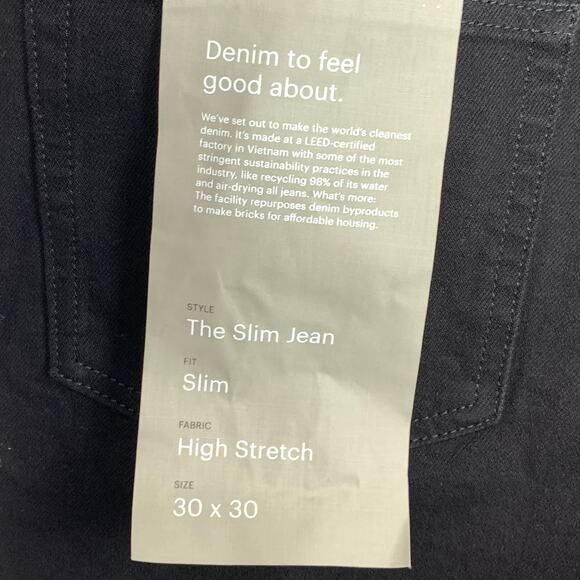 Denim to feel
good about.
We've set out to make the world's cleanest
denim. It's made at a LEED-certified
factory in Vietnam with some of the most
stringent sustainability practices in the
industry, like recycling 98% of its water
and air-drying all jeans. What's more:
The facility repurposes denim byproducts
to make bricks for affordable housing.
STYLE
The Slim Jean
FIT
Slim
FABRIC
High Stretch
SIZE
30 x 30